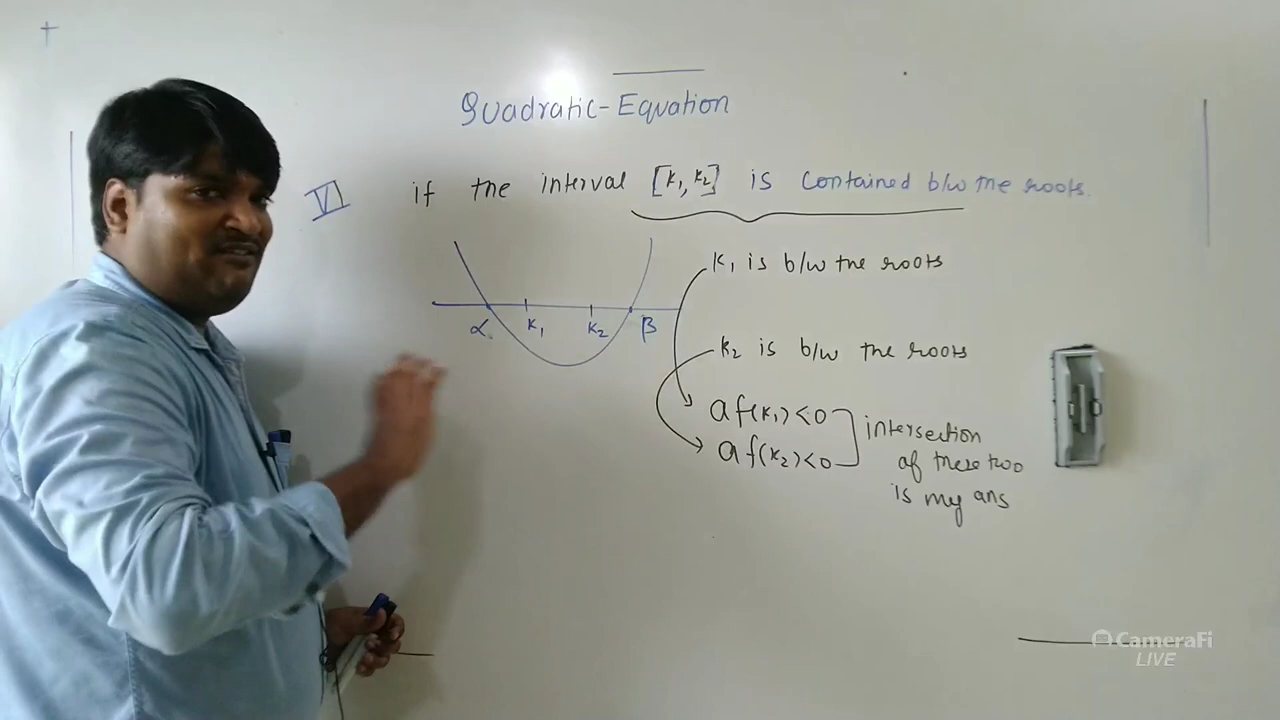 Quadratic-Equation
VI if the interval [k₁, k₂] is contained b/w the roots.
α k₁ k₂ β
k₁ is b/w the roots
k₂ is b/w the roots
a f(k₁) < 0
a f(k₂) < 0
intersection
of these two
is my ans
CameraFi
LIVE